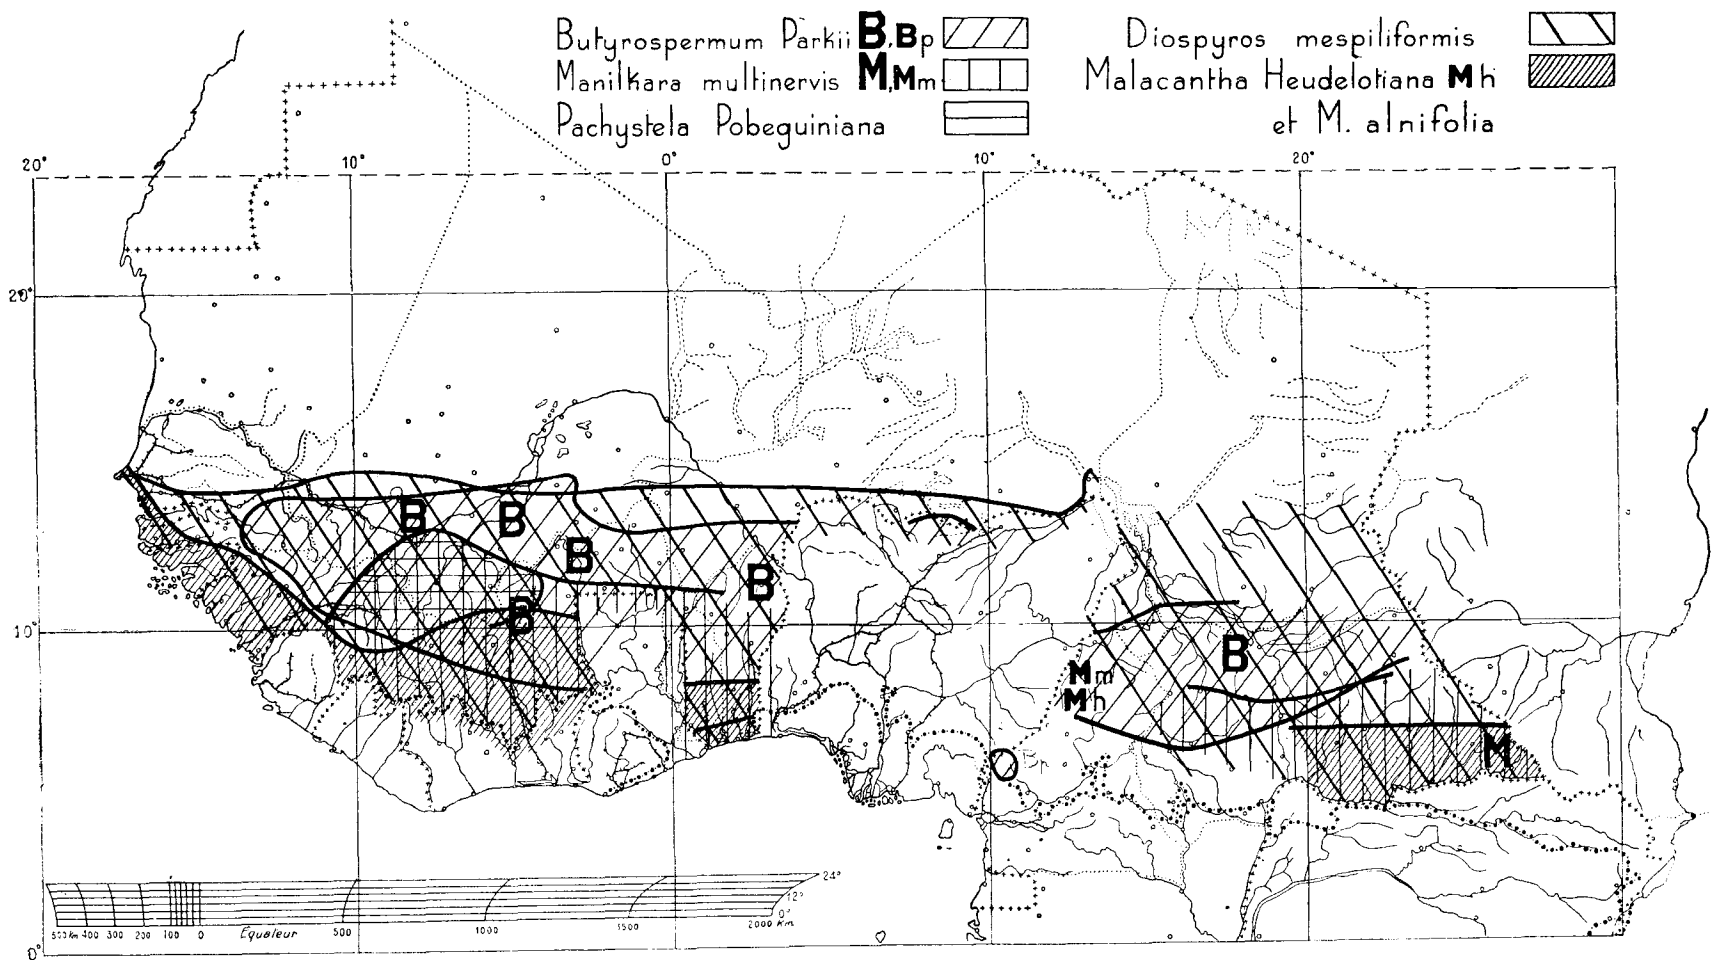 Butyrospermum Parkii B, Bp
Manilkara multinervis M, Mm
Pachystela Pobeguiniana
Diospyros mespiliformis
Malacantha Heudelotiana Mh
et M. alnifolia
20° 10° 0° 10° 20°
20°
B B
B
B
B
10°
B
Mm
Mh
M
Bp
24°
12°
0°
500 km 400 300 200 100 0 Équateur 500 1000 1500 2000 Km
0°